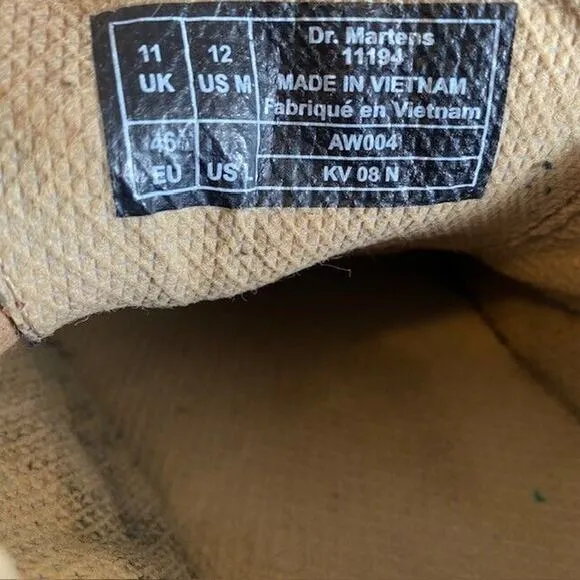 11 UK
12 US M
Dr. Martens
11194
MADE IN VIETNAM
Fabriqué en Vietnam
46 EU
US L
AW004
KV 08 N